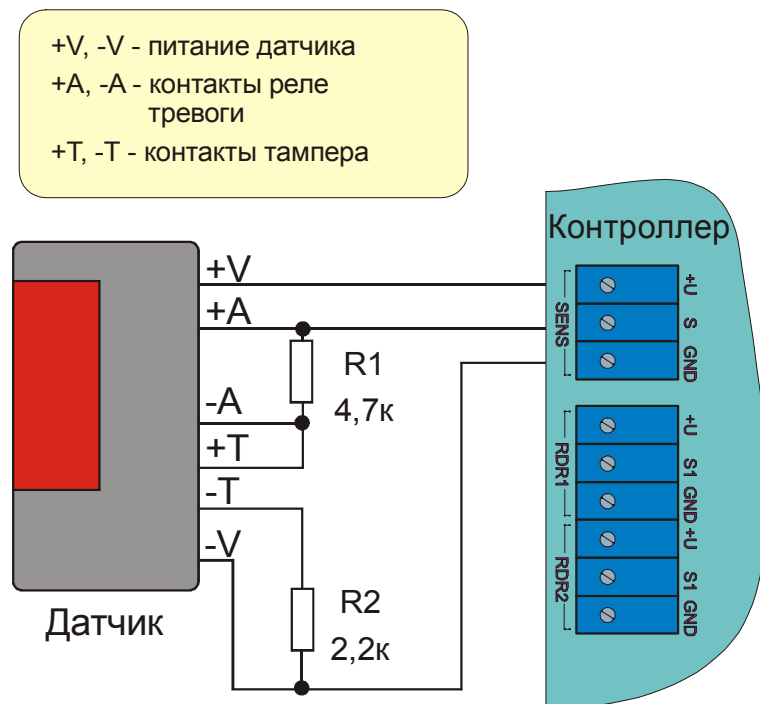 +V, -V - питание датчика
+A, -A - контакты реле
тревоги
+T, -T - контакты тампера
Контроллер
+V
+A
R1
4,7к
-A
+T
-T
-V
R2
2,2к
Датчик
SENS
+U
S
GND
RDR1
+U
S1
GND
RDR2
+U
S1
GND